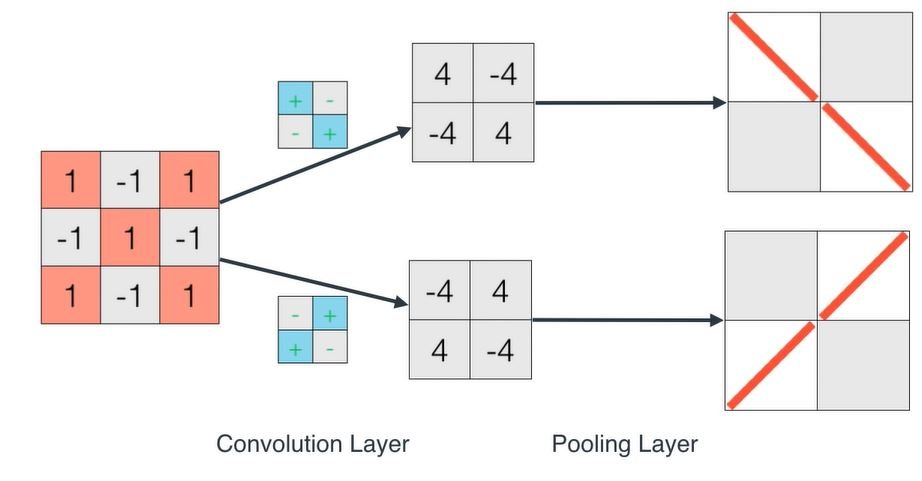 + -
- +
4 -4
-4 4
1 -1 1
-1 1 -1
1 -1 1
- +
+ -
-4 4
4 -4
Convolution Layer
Pooling Layer